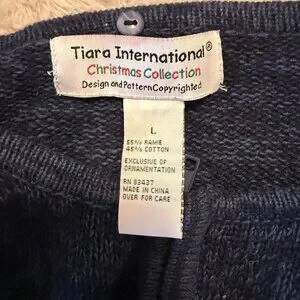 Tiara International®
Christmas Collection
Design and Pattern Copyrighted
L
55% RAMIE
45% COTTON
EXCLUSIVE OF
ORNAMENTATION
RN 83437
MADE IN CHINA
OVER FOR CARE